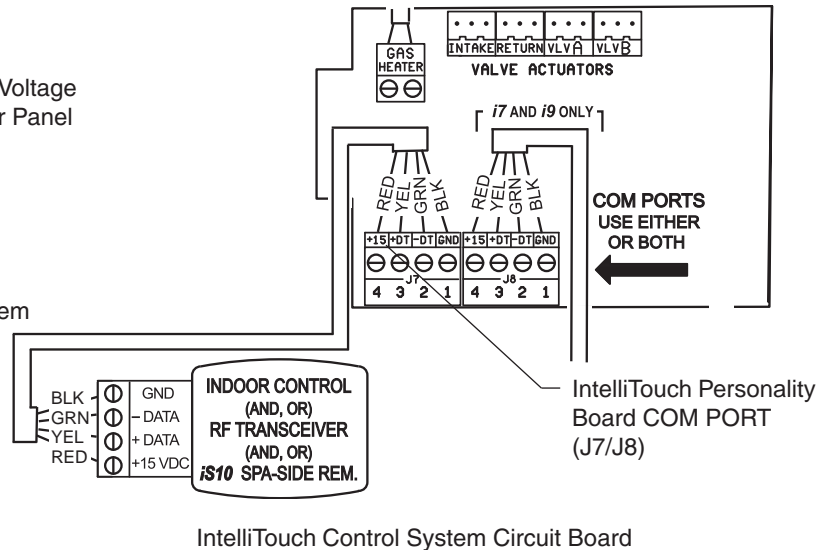 GAS
HEATER
INTAKE RETURN VLVA VLVB
VALVE ACTUATORS
Voltage
r Panel
i7 AND i9 ONLY
RED YEL GRN BLK
RED YEL GRN BLK
COM PORTS
USE EITHER
OR BOTH
+15 +DT -DT GND
+15 +DT -DT GND
J7
J8
4 3 2 1
4 3 2 1
em
BLK GND
GRN – DATA
YEL + DATA
RED +15 VDC
INDOOR CONTROL
(AND, OR)
RF TRANSCEIVER
(AND, OR)
iS10 SPA-SIDE REM.
IntelliTouch Personality
Board COM PORT
(J7/J8)
IntelliTouch Control System Circuit Board